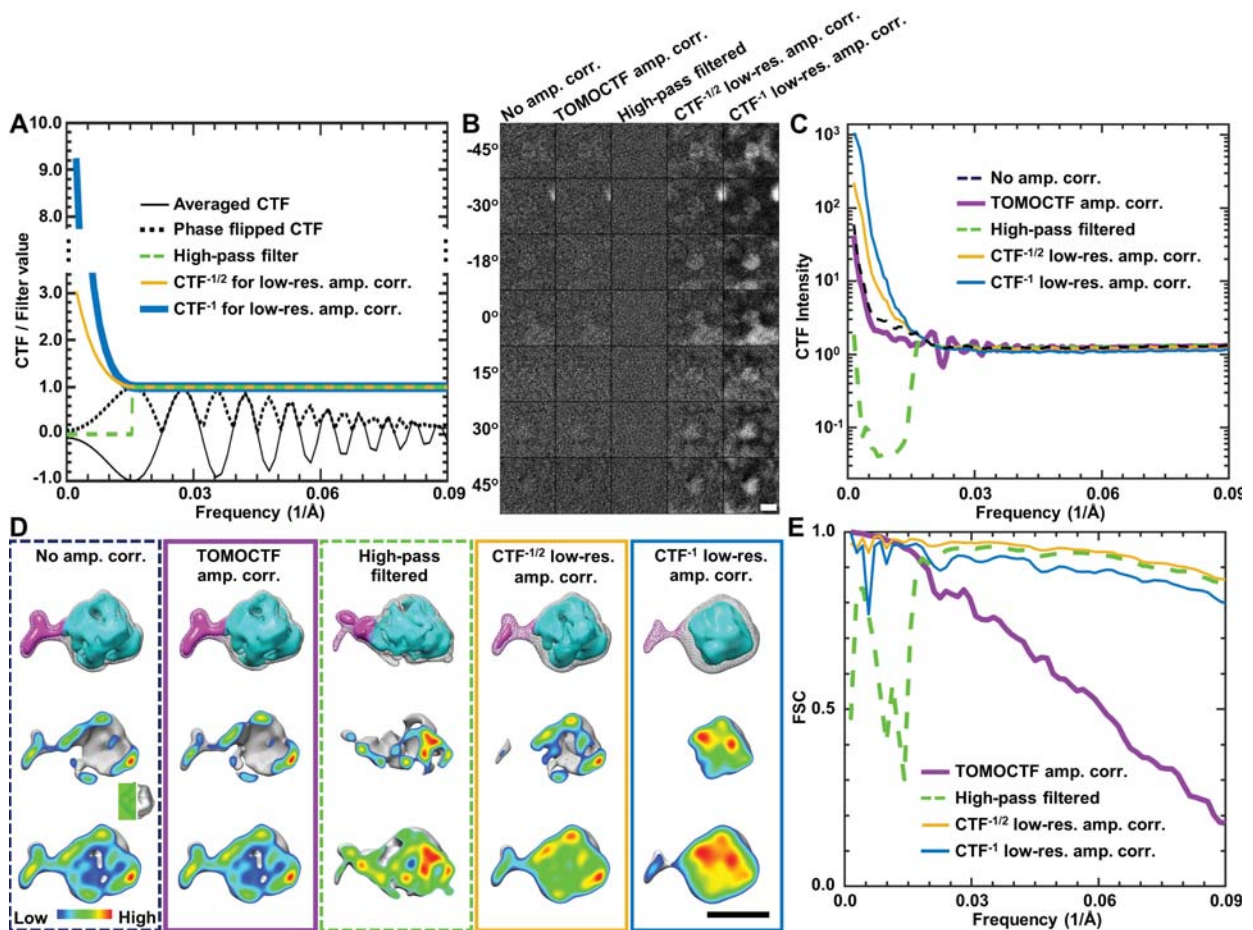 No amp. corr.
TOMOCTF amp. corr.
High-pass filtered
CTF-1/2 low-res. amp. corr.
CTF-1 low-res. amp. corr.
A
10.0
9.0
8.0
3.0
2.0
1.0
0.0
-1.0
CTF / Filter value
Averaged CTF
Phase flipped CTF
High-pass filter
CTF-1/2 for low-res. amp. corr.
CTF-1 for low-res. amp. corr.
0.0 0.03 0.06 0.09
Frequency (1/Å)
B
-45o
-30o
-18o
0o
15o
30o
45o
C
103
102
101
100
10-1
CTF Intensity
No amp. corr.
TOMOCTF amp. corr.
High-pass filtered
CTF-1/2 low-res. amp. corr.
CTF-1 low-res. amp. corr.
0.0 0.03 0.06 0.09
Frequency (1/Å)
D
No amp. corr.
TOMOCTF
amp. corr.
High-pass
filtered
CTF-1/2 low-res.
amp. corr.
CTF-1 low-res.
amp. corr.
Low High
E
1.0
0.5
0.0
FSC
TOMOCTF amp. corr.
High-pass filtered
CTF-1/2 low-res. amp. corr.
CTF-1 low-res. amp. corr.
0.0 0.03 0.06 0.09
Frequency (1/Å)